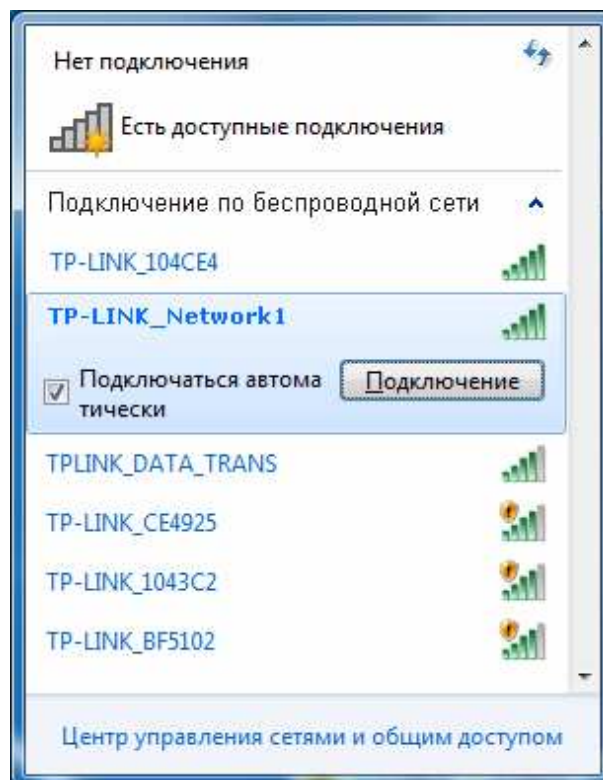 Нет подключения
Есть доступные подключения
Подключение по беспроводной сети
TP-LINK_104CE4
TP-LINK_Network1
Подключаться автома
тически
Подключение
TPLINK_DATA_TRANS
TP-LINK_CE4925
TP-LINK_1043C2
TP-LINK_BF5102
Центр управления сетями и общим доступом